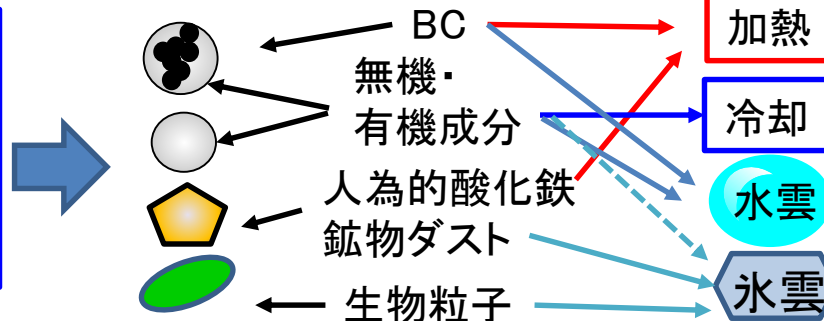 BC
無機・
有機成分
人為的酸化鉄
鉱物ダスト
生物粒子
加熱
冷却
水雲
氷雲